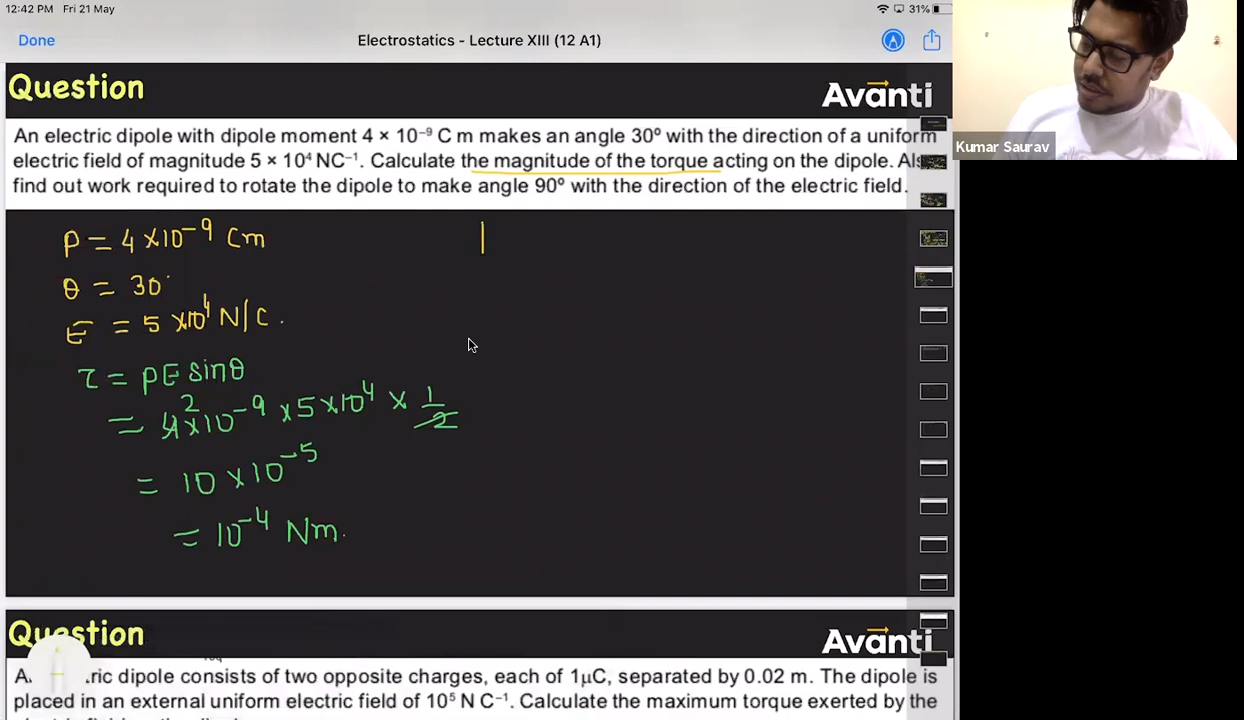 12:42 PM Fri 21 May
31%
Done
Electrostatics - Lecture XIII (12 A1)
Question
Avanti
An electric dipole with dipole moment 4 × 10⁻⁹ C m makes an angle 30º with the direction of a uniform
electric field of magnitude 5 × 10⁴ NC⁻¹. Calculate the magnitude of the torque acting on the dipole. Als
find out work required to rotate the dipole to make angle 90º with the direction of the electric field.
Kumar Saurav
P = 4 ×10⁻⁹ Cm
θ = 30°
E = 5 ×10⁴ N/C.
τ = PE sinθ
= 4 2 ×10⁻⁹ ×5 ×10⁴ × 1/2
= 10 ×10⁻⁵
= 10⁻⁴ Nm.
Question
Avanti
ric dipole consists of two opposite charges, each of 1μC, separated by 0.02 m. The dipole is
placed in an external uniform electric field of 10⁵ N C⁻¹. Calculate the maximum torque exerted by the